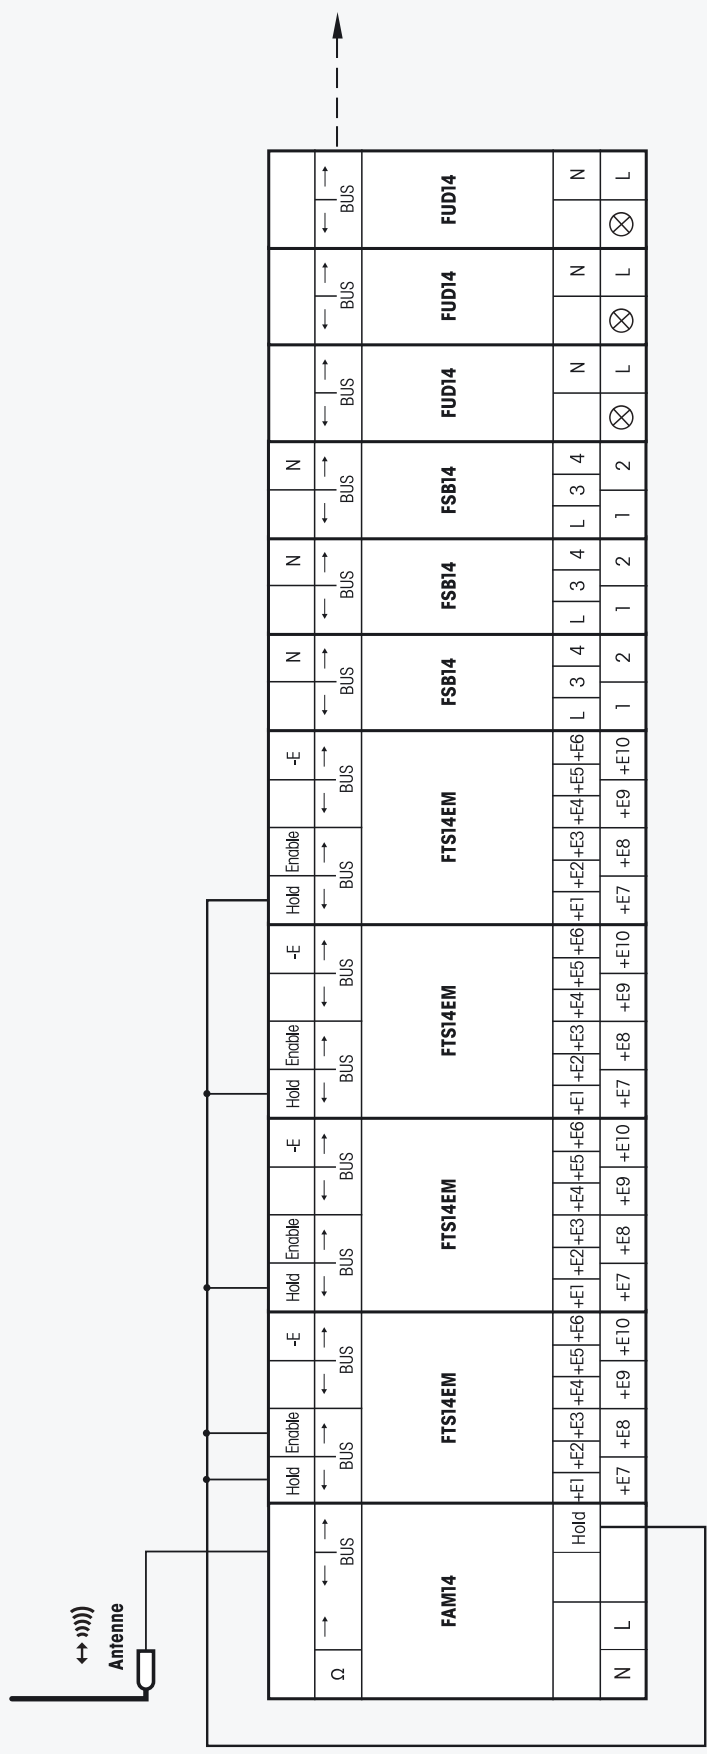 Antenne
Hold Enable -E Hold Enable -E Hold Enable -E Hold Enable -E N N N
Ω BUS BUS BUS BUS BUS BUS BUS BUS BUS BUS BUS BUS BUS BUS BUS
FAM14 FTS14EM FTS14EM FTS14EM FTS14EM FSB14 FSB14 FSB14 FUD14 FUD14 FUD14
Hold +E1 +E2 +E3 +E4 +E5 +E6 +E1 +E2 +E3 +E4 +E5 +E6 +E1 +E2 +E3 +E4 +E5 +E6 +E1 +E2 +E3 +E4 +E5 +E6 L 3 4 L 3 4 L 3 4 N N N
N L +E7 +E8 +E9 +E10 +E7 +E8 +E9 +E10 +E7 +E8 +E9 +E10 +E7 +E8 +E9 +E10 1 2 1 2 1 2 L L L